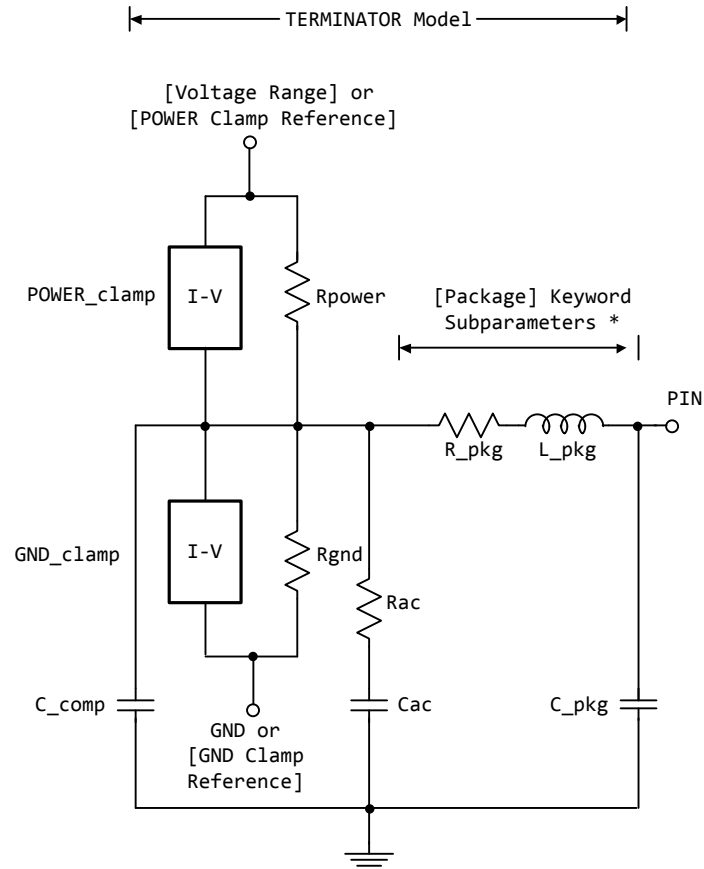 TERMINATOR Model
[Voltage Range] or
[POWER Clamp Reference]
POWER_clamp
I-V
Rpower
[Package] Keyword
Subparameters *
PIN
R_pkg
L_pkg
GND_clamp
I-V
Rgnd
Rac
C_comp
Cac
C_pkg
GND or
[GND Clamp
Reference]